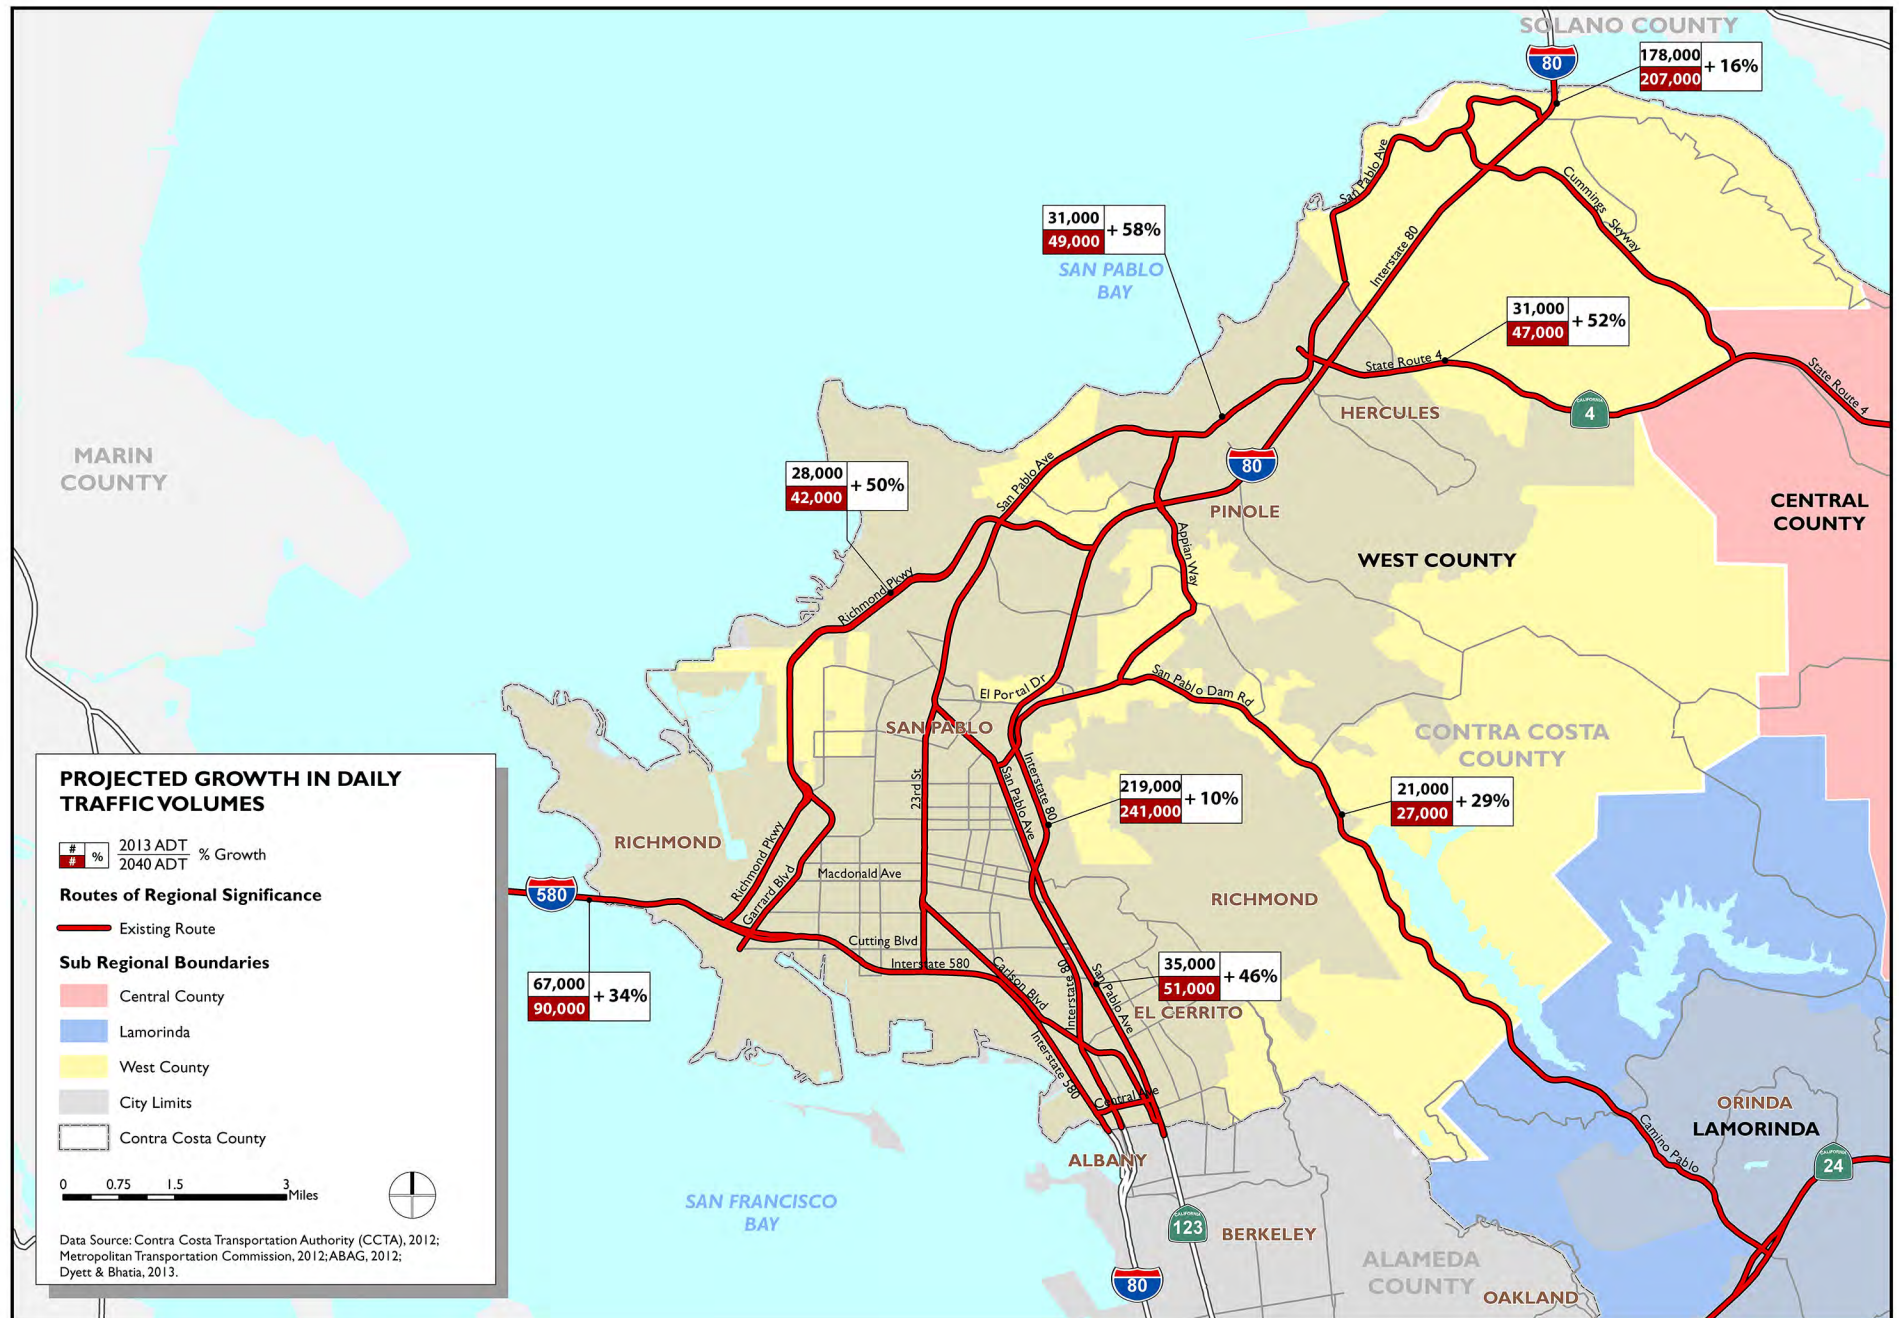 SOLANO COUNTY
80
178,000
207,000
+ 16%
San Pablo Ave
Cummings Skyway
Interstate 80
31,000
49,000
+ 58%
SAN PABLO
BAY
31,000
47,000
+ 52%
State Route 4
State Route 4
CALIFORNIA
4
HERCULES
MARIN
COUNTY
80
28,000
42,000
+ 50%
San Pablo Ave
PINOLE
CENTRAL
COUNTY
Appian Way
WEST COUNTY
Richmond Pkwy
El Portal Dr
San Pablo Dam Rd
SAN PABLO
CONTRA COSTA
COUNTY
23rd St
San Pablo Ave
Interstate 80
219,000
241,000
+ 10%
21,000
27,000
+ 29%
RICHMOND
Richmond Pkwy
Garrard Blvd
Macdonald Ave
580
RICHMOND
Cutting Blvd
Interstate 580
67,000
90,000
+ 34%
Carlson Blvd
Interstate 80
San Pablo Ave
35,000
51,000
+ 46%
EL CERRITO
Interstate 580
Central Ave
ORINDA
LAMORINDA
Camino Pablo
CALIFORNIA
24
ALBANY
SAN FRANCISCO
BAY
CALIFORNIA
123
BERKELEY
ALAMEDA
COUNTY
80
OAKLAND
PROJECTED GROWTH IN DAILY
TRAFFIC VOLUMES
#
#
%
2013 ADT
2040 ADT
% Growth
Routes of Regional Significance
Existing Route
Sub Regional Boundaries
Central County
Lamorinda
West County
City Limits
Contra Costa County
0 0.75 1.5 3
Miles
Data Source: Contra Costa Transportation Authority (CCTA), 2012;
Metropolitan Transportation Commission, 2012; ABAG, 2012;
Dyett & Bhatia, 2013.